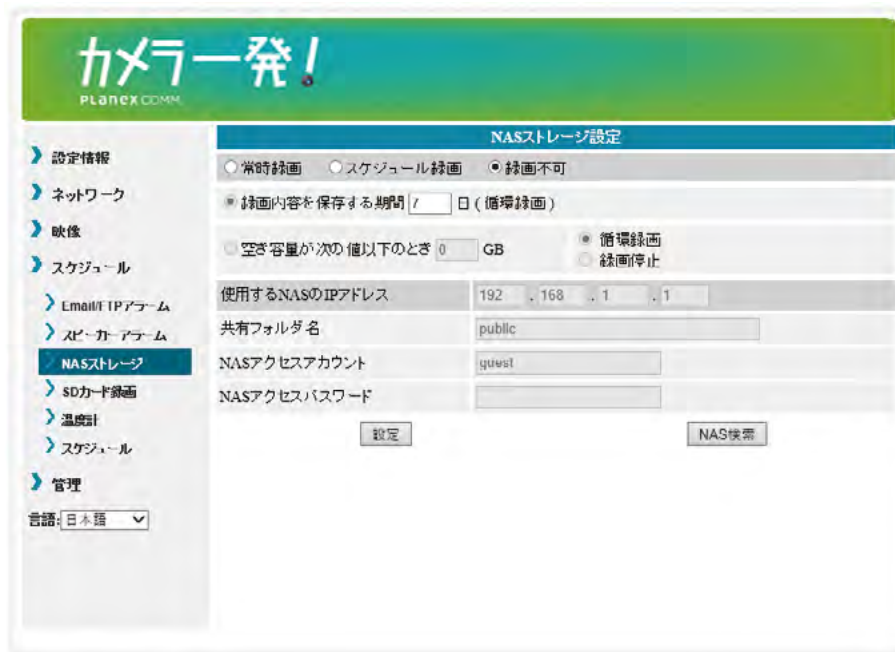 カメラ一発!
PLANEX COMM.
設定情報
ネットワーク
映像
スケジュール
Email/FTPアラーム
スピーカーアラーム
NASストレージ
SDカード録画
温度計
スケジュール
管理
言語: 日本語
NASストレージ設定
常時録画 スケジュール録画 録画不可
録画内容を保存する期間 7 日 ( 循環録画 )
空き容量が次の値以下のとき 0 GB
循環録画
録画停止
使用するNASのIPアドレス 192 . 168 . 1 . 1
共有フォルダ名 public
NASアクセスアカウント guest
NASアクセスパスワード
設定 NAS検索